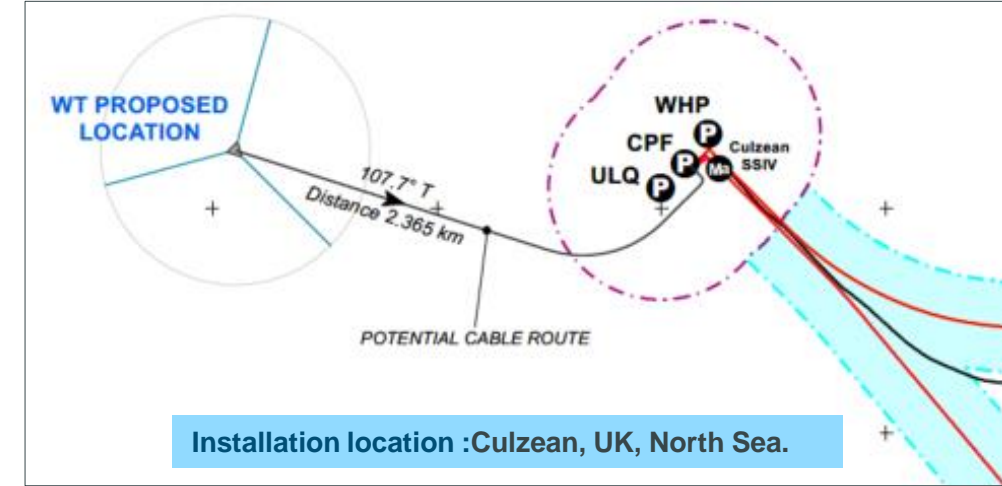 WT PROPOSED
LOCATION
107.7° T
Distance 2.365 km
POTENTIAL CABLE ROUTE
WHP
P
CPF
P
Culzean
SSIV
Ma
ULQ
P
Installation location :Culzean, UK, North Sea.